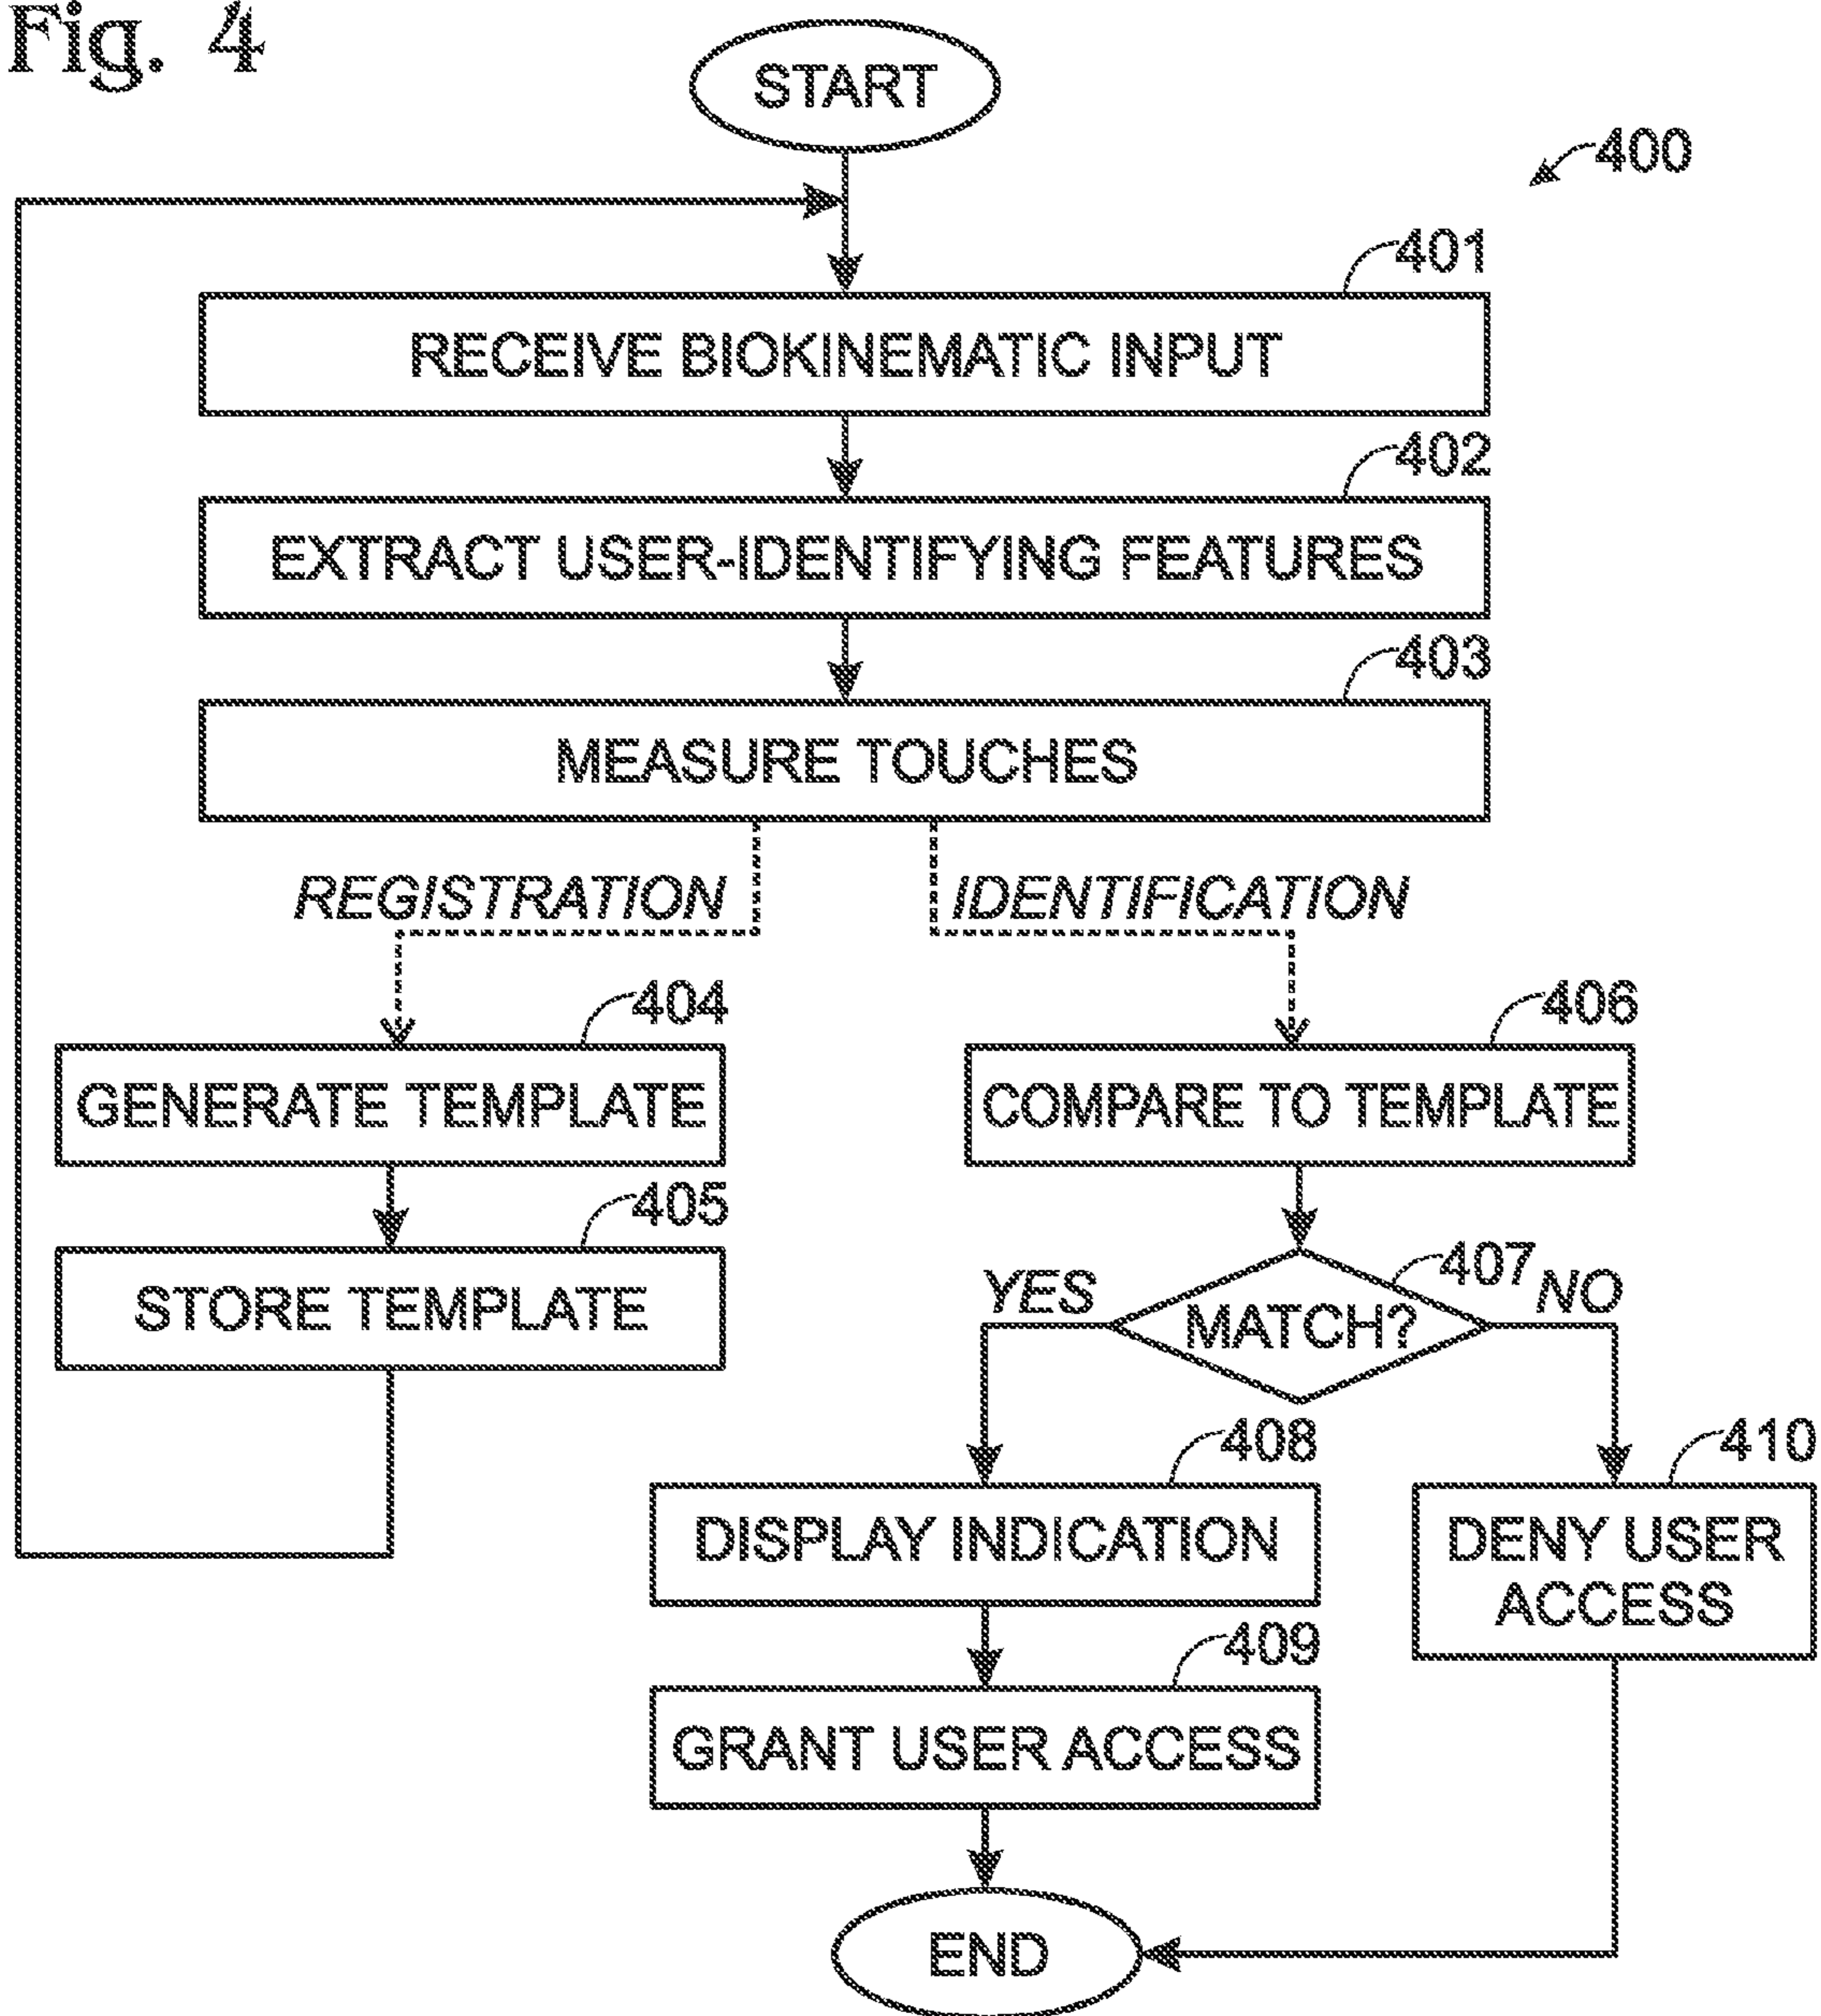 Fig. 4
START
400
401
RECEIVE BIOKINEMATIC INPUT
402
EXTRACT USER-IDENTIFYING FEATURES
403
MEASURE TOUCHES
REGISTRATION
IDENTIFICATION
404
GENERATE TEMPLATE
405
STORE TEMPLATE
406
COMPARE TO TEMPLATE
407
MATCH?
YES
NO
408
DISPLAY INDICATION
409
GRANT USER ACCESS
410
DENY USER
ACCESS
END